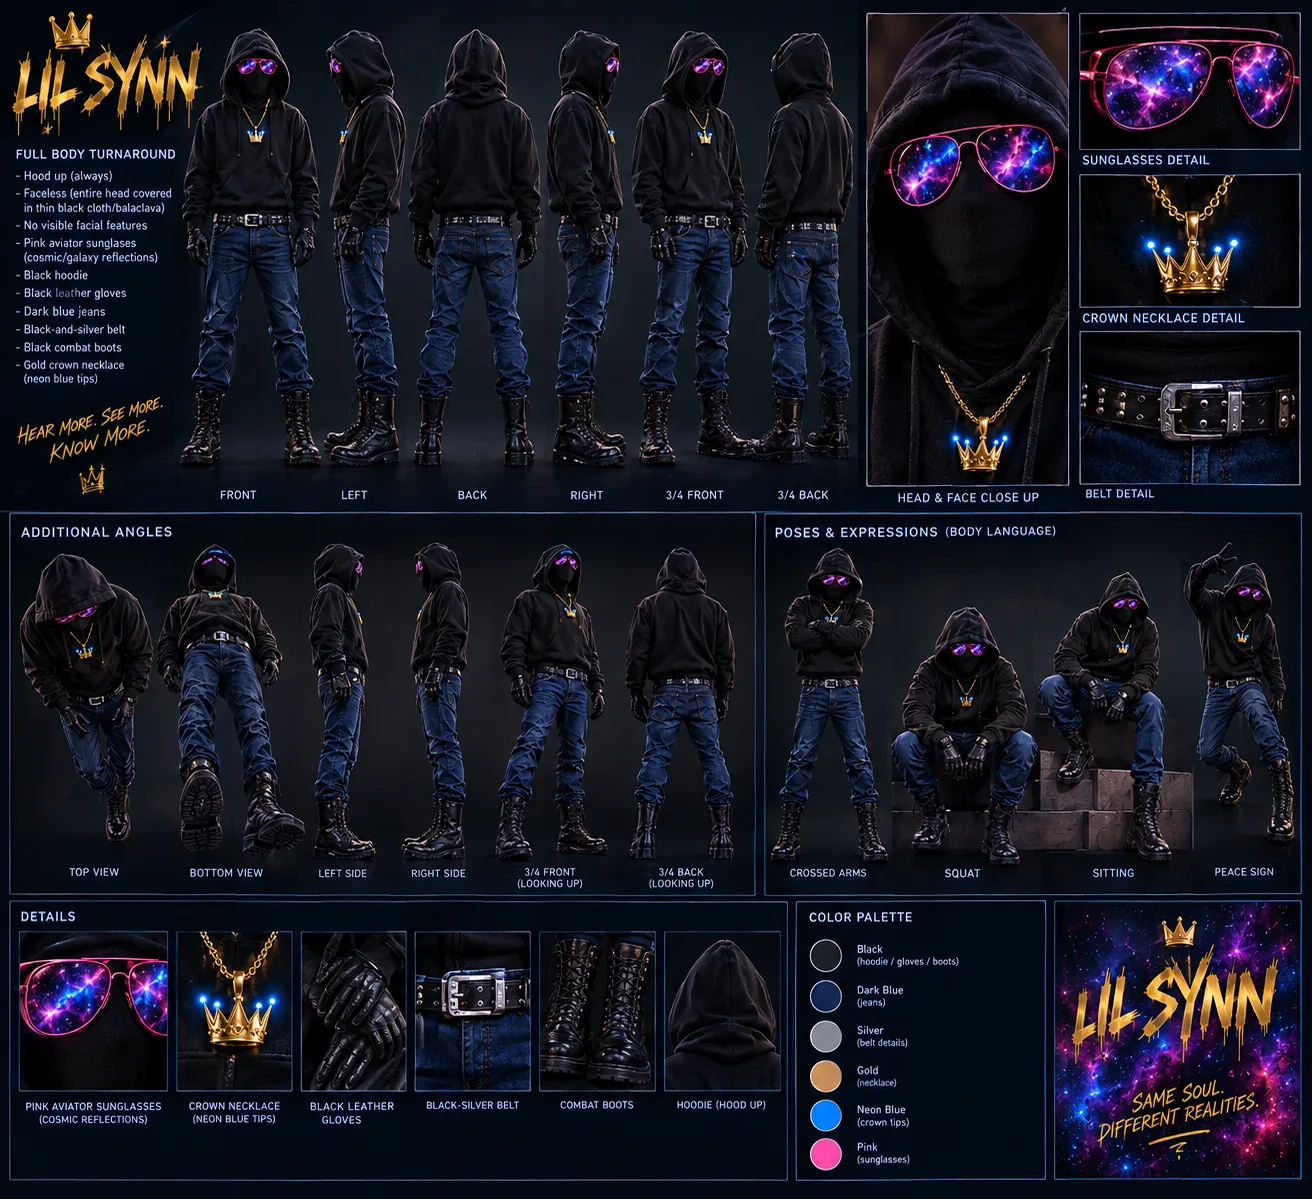 LIL SYNN
FULL BODY TURNAROUND
- Hood up (always)
- Faceless (entire head covered
in thin black cloth/balaclava)
- No visible facial features
- Pink aviator sunglases
(cosmic/galaxy reflections)
- Black hoodie
- Black leather gloves
- Dark blue jeans
- Black-and-silver belt
- Black combat boots
- Gold crown necklace
(neon blue tips)
HEAR MORE. SEE MORE.
KNOW MORE.
FRONT
LEFT
BACK
RIGHT
3/4 FRONT
3/4 BACK
HEAD & FACE CLOSE UP
SUNGLASSES DETAIL
CROWN NECKLACE DETAIL
BELT DETAIL
ADDITIONAL ANGLES
TOP VIEW
BOTTOM VIEW
LEFT SIDE
RIGHT SIDE
3/4 FRONT
(LOOKING UP)
3/4 BACK
(LOOKING UP)
POSES & EXPRESSIONS (BODY LANGUAGE)
CROSSED ARMS
SQUAT
SITTING
PEACE SIGN
DETAILS
PINK AVIATOR SUNGLASSES
(COSMIC REFLECTIONS)
CROWN NECKLACE
(NEON BLUE TIPS)
BLACK LEATHER
GLOVES
BLACK-SILVER BELT
COMBAT BOOTS
HOODIE (HOOD UP)
COLOR PALETTE
Black
(hoodie / gloves / boots)
Dark Blue
(jeans)
Silver
(belt details)
Gold
(necklace)
Neon Blue
(crown tips)
Pink
(sunglasses)
LIL SYNN
SAME SOUL.
DIFFERENT REALITIES.